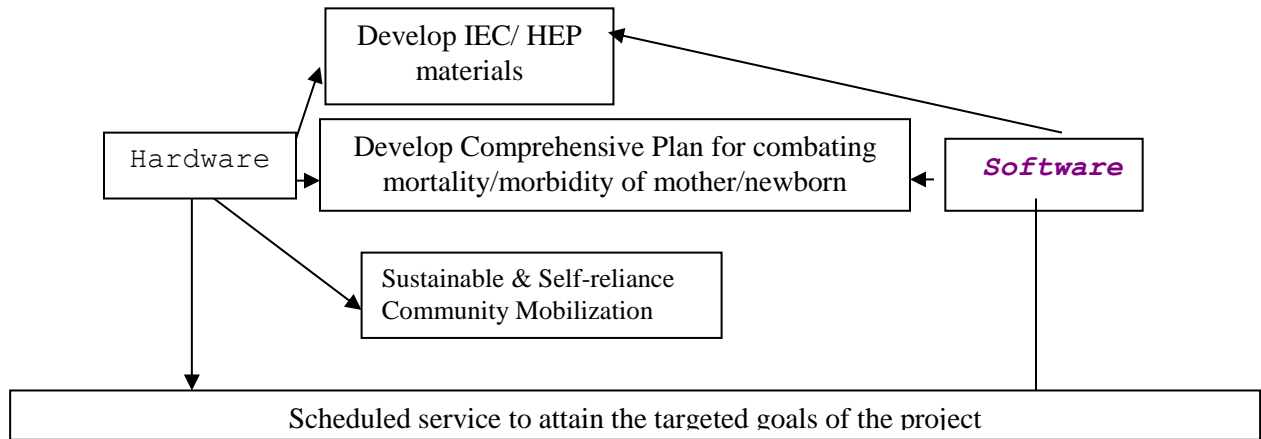 Develop IEC/ HEP
materials
Hardware
Develop Comprehensive Plan for combating
mortality/morbidity of mother/newborn
Software
Sustainable & Self-reliance
Community Mobilization
Scheduled service to attain the targeted goals of the project